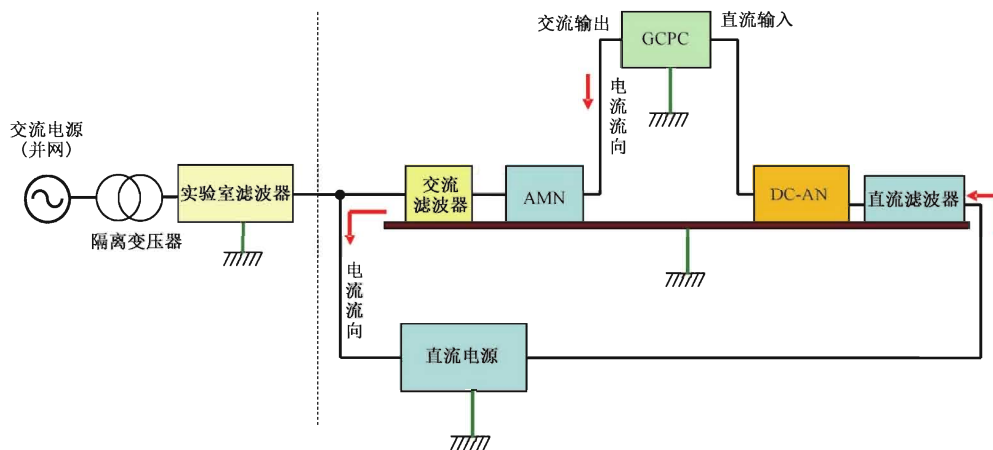 交流输出
GCPC
直流输入
电流流向
交流电源
（并网）
实验室滤波器
隔离变压器
交流
滤波器
AMN
DC-AN
直流滤波器
电流流向
直流电源